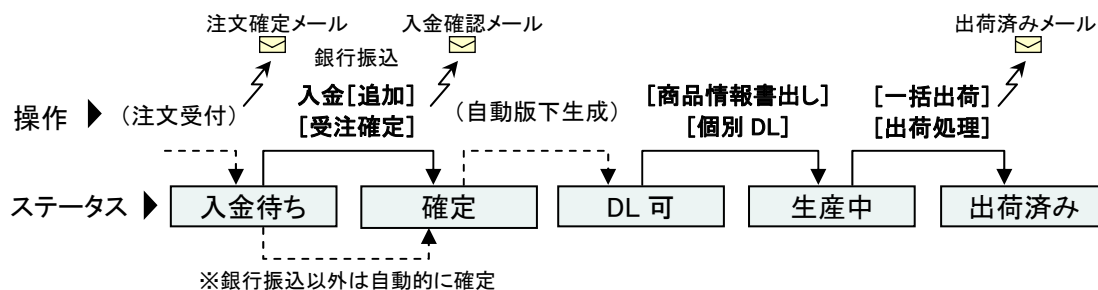 注文確定メール
入金確認メール
出荷済みメール
銀行振込
操作
(注文受付)
入金[追加]
[受注確定]
(自動版下生成)
[商品情報書出し]
[個別 DL]
[一括出荷]
[出荷処理]
ステータス
入金待ち
確定
DL 可
生産中
出荷済み
※銀行振込以外は自動的に確定